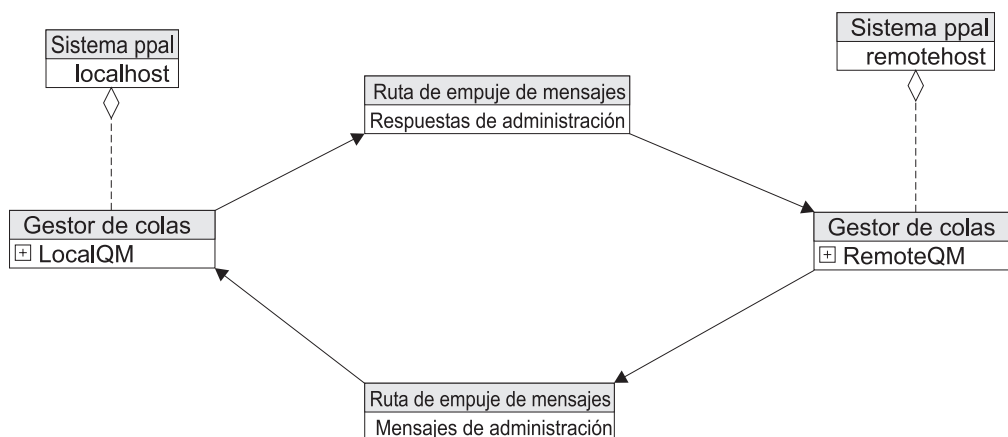 Sistema ppal
localhost
Sistema ppal
remotehost
Ruta de empuje de mensajes
Respuestas de administración
Gestor de colas
LocalQM
Gestor de colas
RemoteQM
Ruta de empuje de mensajes
Mensajes de administración